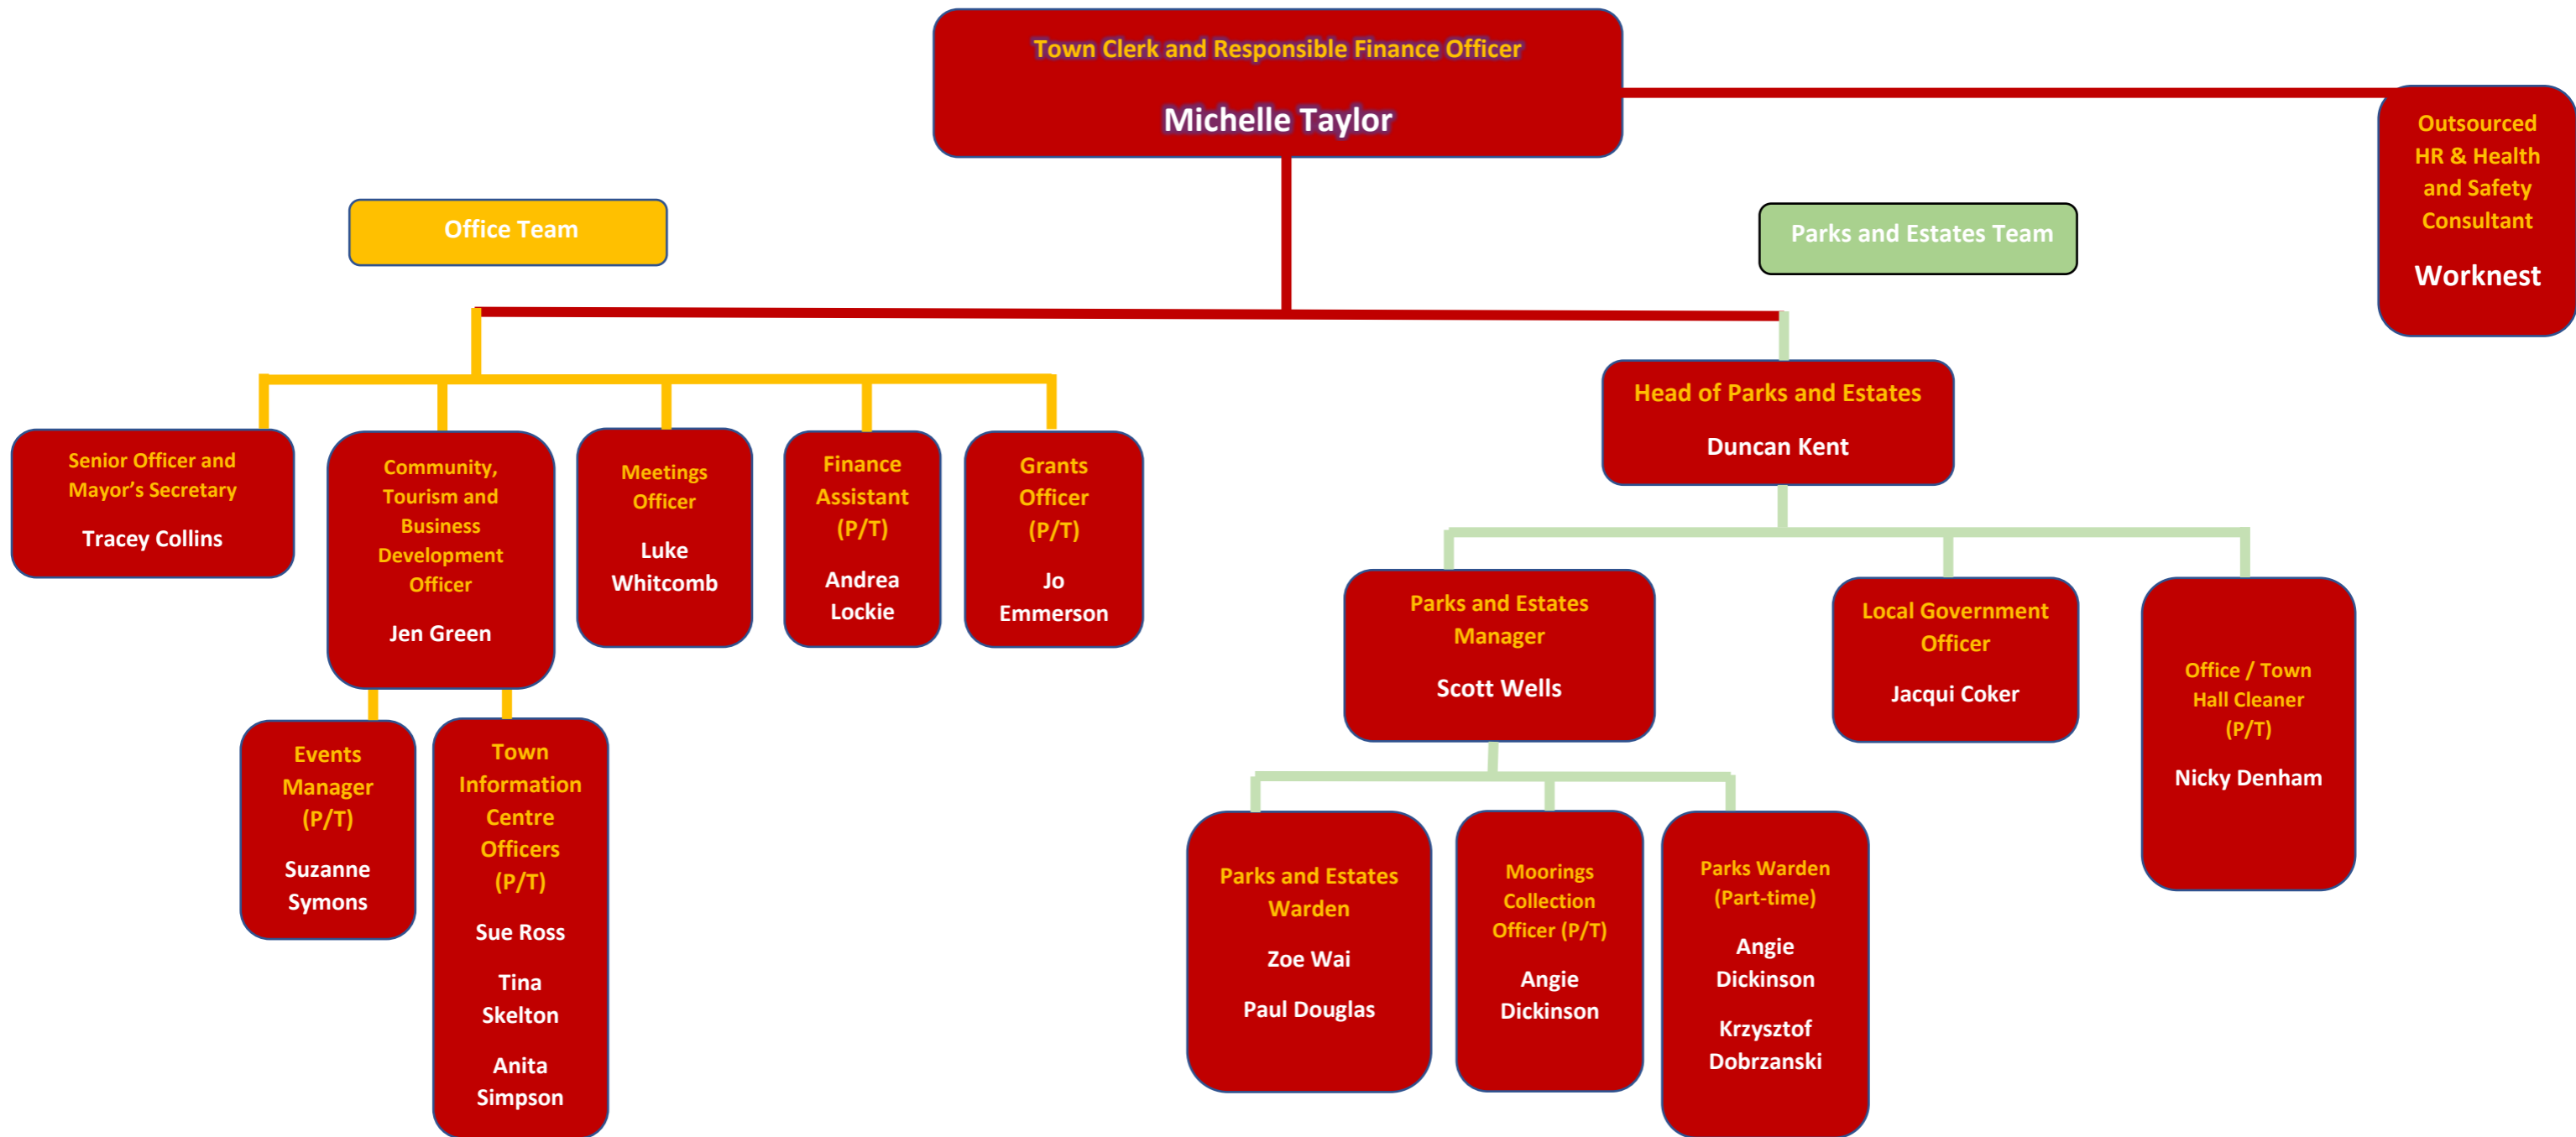 Town Clerk and Responsible Finance Officer
Michelle Taylor
Outsourced
HR & Health
and Safety
Consultant
Worknest
Office Team
Parks and Estates Team
Senior Officer and
Mayor’s Secretary
Tracey Collins
Community,
Tourism and
Business
Development
Officer
Jen Green
Meetings
Officer
Luke
Whitcomb
Finance
Assistant
(P/T)
Andrea
Lockie
Grants
Officer
(P/T)
Jo
Emmerson
Events
Manager
(P/T)
Suzanne
Symons
Town
Information
Centre
Officers
(P/T)
Sue Ross
Tina
Skelton
Anita
Simpson
Head of Parks and Estates
Duncan Kent
Parks and Estates
Manager
Scott Wells
Local Government
Officer
Jacqui Coker
Office / Town
Hall Cleaner
(P/T)
Nicky Denham
Parks and Estates
Warden
Zoe Wai
Paul Douglas
Moorings
Collection
Officer (P/T)
Angie
Dickinson
Parks Warden
(Part-time)
Angie
Dickinson
Krzysztof
Dobrzanski